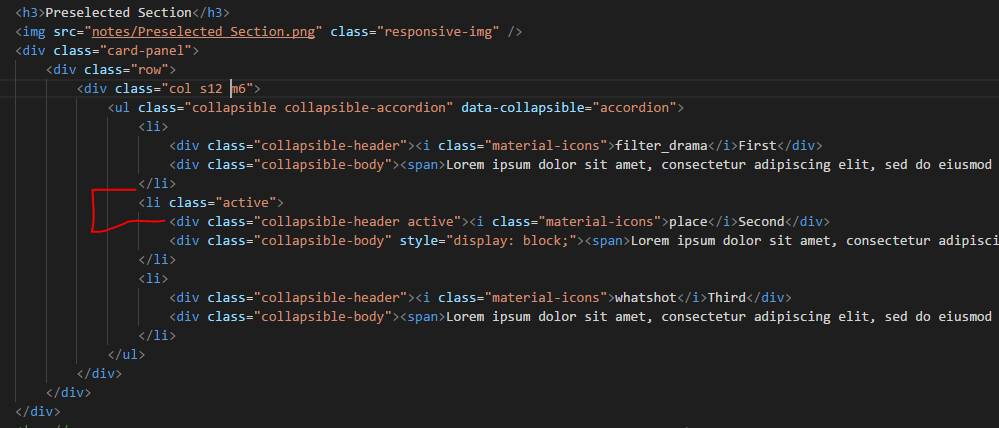 <h3>Preselected Section</h3>
<img src="notes/Preselected Section.png" class="responsive-img" />
<div class="card-panel">
<div class="row">
<div class="col s12 m6">
<ul class="collapsible collapsible-accordion" data-collapsible="accordion">
<li>
<div class="collapsible-header"><i class="material-icons">filter_drama</i>First</div>
<div class="collapsible-body"><span>Lorem ipsum dolor sit amet, consectetur adipiscing elit, sed do eiusmod
</li>
<li class="active">
<div class="collapsible-header active"><i class="material-icons">place</i>Second</div>
<div class="collapsible-body" style="display: block;"><span>Lorem ipsum dolor sit amet, consectetur adipisci
</li>
<li>
<div class="collapsible-header"><i class="material-icons">whatshot</i>Third</div>
<div class="collapsible-body"><span>Lorem ipsum dolor sit amet, consectetur adipiscing elit, sed do eiusmod
</li>
</ul>
</div>
</div>
</div>